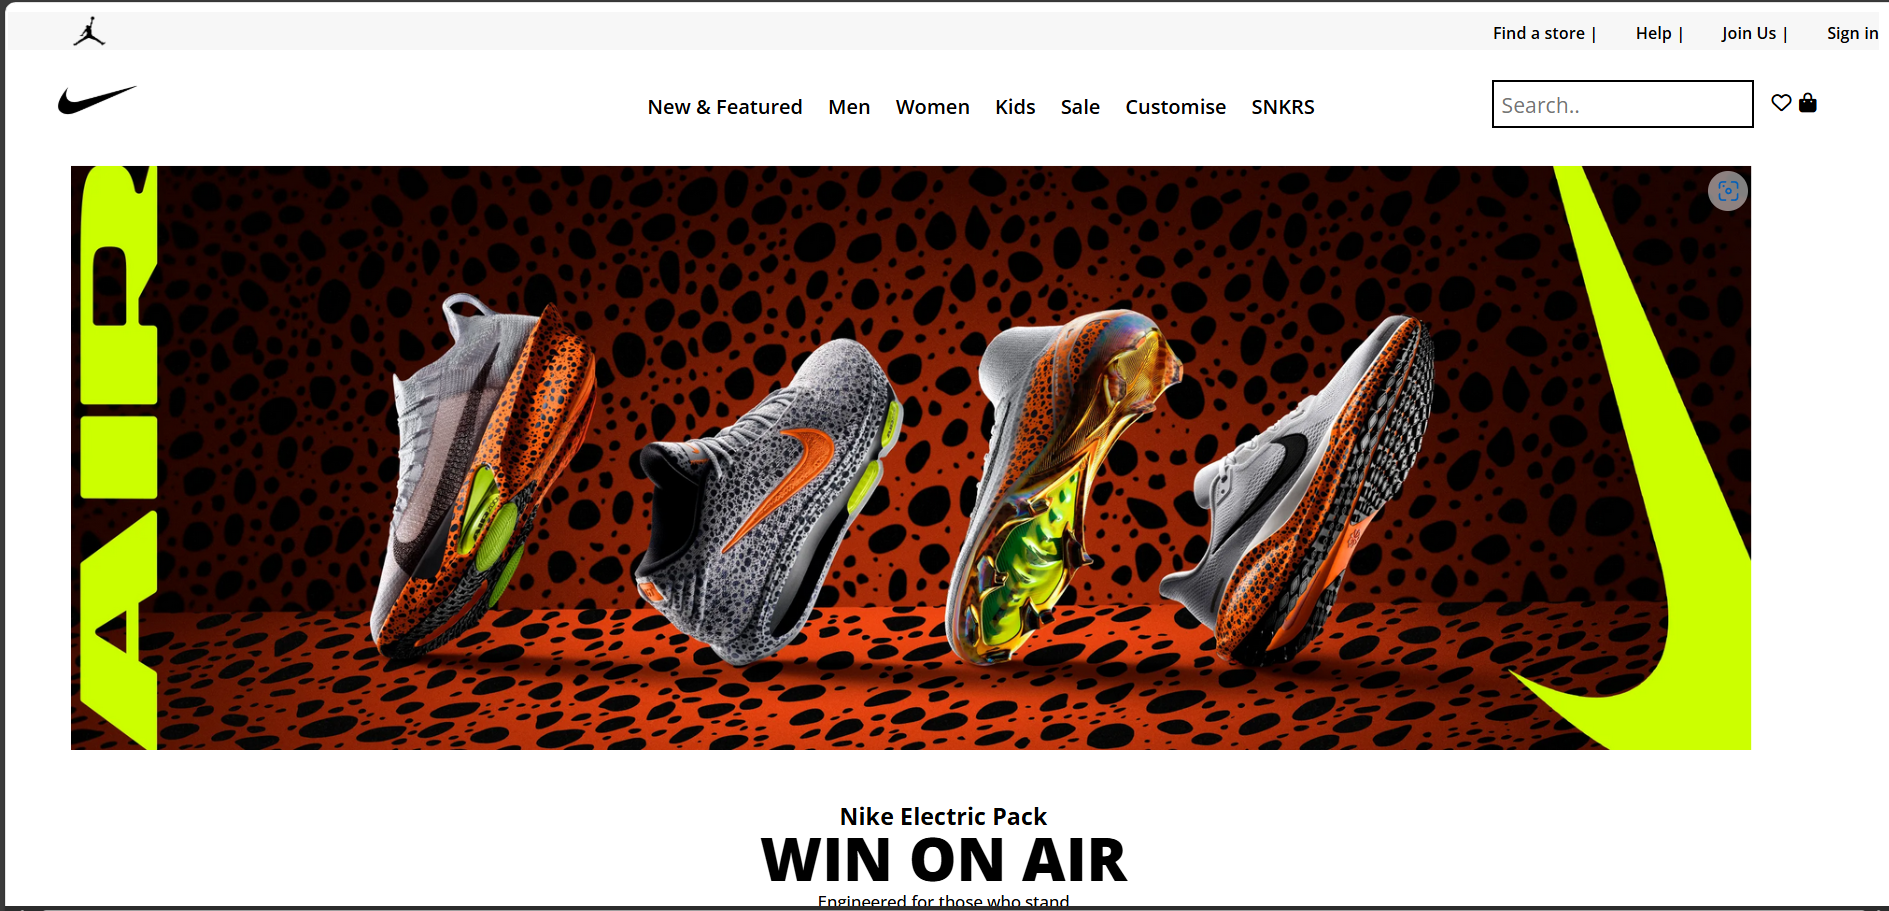 Find a store | Help | Join Us | Sign in
New & Featured Men Women Kids Sale Customise SNKRS
Search..
AIR
Nike Electric Pack
WIN ON AIR
Engineered for those who stand